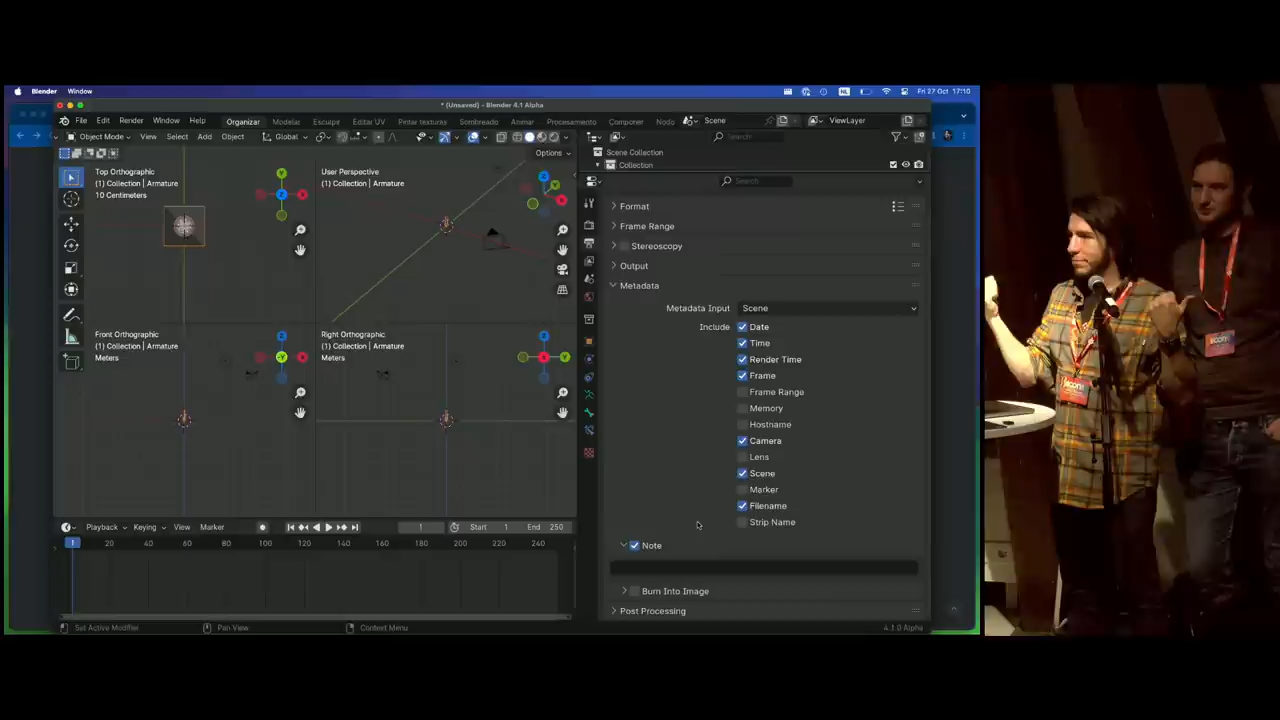 Blender Window
NL
Fri 27 Oct 17:10
* (Unsaved) - Blender 4.1 Alpha
File Edit Render Window Help Organizar Modelar Escupir Editar UV Pintar texturas Sombreado Animar Procesamiento Componer Nodo Scene ViewLayer
Object Mode View Select Add Object Global
Search
Options
Scene Collection
Collection
Search
Top Orthographic
(1) Collection | Armature
10 Centimeters
User Perspective
(1) Collection | Armature
Front Orthographic
(1) Collection | Armature
Meters
Right Orthographic
(1) Collection | Armature
Meters
Format
Frame Range
Stereoscopy
Output
Metadata
Metadata Input Scene
Include Date
Time
Render Time
Frame
Frame Range
Memory
Hostname
Camera
Lens
Scene
Marker
Filename
Strip Name
Note
Burn Into Image
Post Processing
Playback Keying View Marker 1 Start 1 End 250
1 20 40 60 80 100 120 140 160 180 200 220 240
Set Active Modifier Pan View Context Menu 4.1.0 Alpha